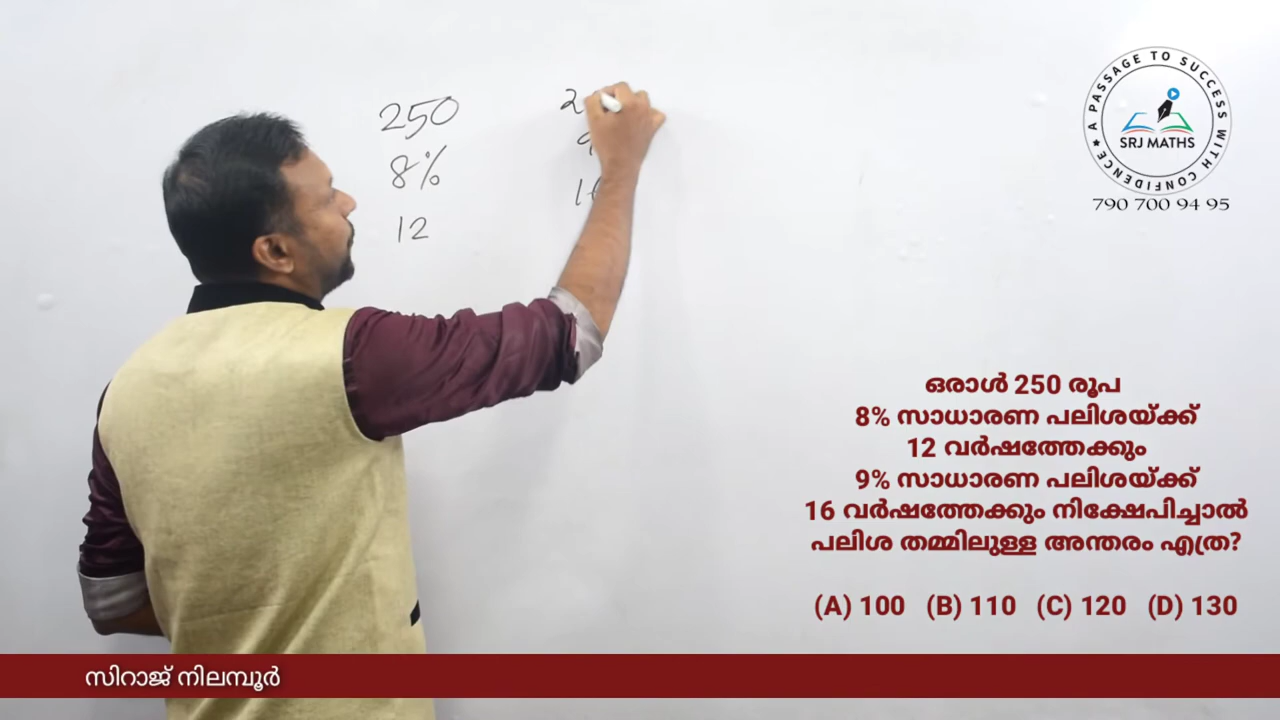 250
8%
12
A PASSAGE TO SUCCESS WITH CONFIDENCE
SRJ MATHS
790 700 94 95
ഒരാൾ 250 രൂപ
8% സാധാരണ പലിശയ്ക്ക്
12 വർഷത്തേക്കും
9% സാധാരണ പലിശയ്ക്ക്
16 വർഷത്തേക്കും നിക്ഷേപിച്ചാൽ
പലിശ തമ്മിലുള്ള അന്തരം എത്ര?
(A) 100 (B) 110 (C) 120 (D) 130
സിറാജ് നിലമ്പൂർ